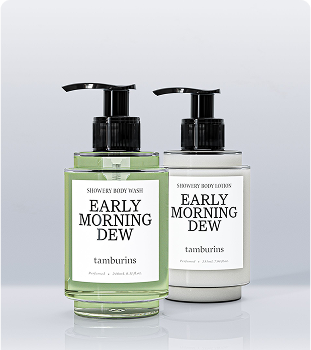 SHOWERY BODY WASH
EARLY
MORNING
DEW
tamburins
SHOWERY BODY LOTION
EARLY
MORNING
DEW
tamburins